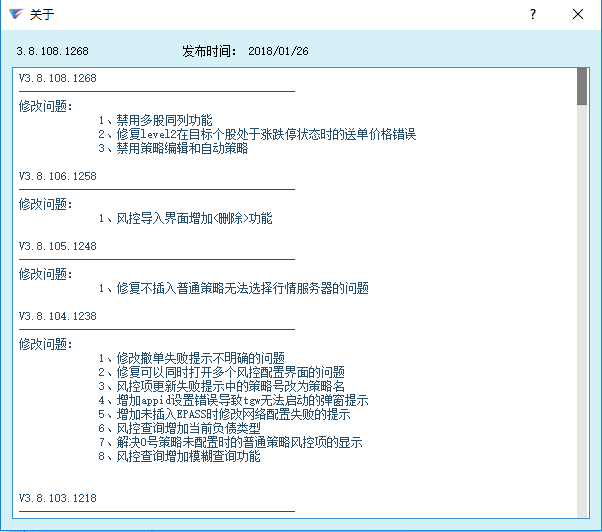 关于
3.8.108.1268 发布时间： 2018/01/26
V3.8.108.1268
修改问题：
1、禁用多股同列功能
2、修复level2在目标个股处于涨跌停状态时的送单价格错误
3、禁用策略编辑和自动策略
V3.8.106.1258
修改问题：
1、风控导入界面增加<删除>功能
V3.8.105.1248
修改问题：
1、修复不插入普通策略无法选择行情服务器的问题
V3.8.104.1238
修改问题：
1、修改撤单失败提示不明确的问题
2、修复可以同时打开多个风控配置界面的问题
3、风控项更新失败提示中的策略号改为策略名
4、增加appid设置错误导致tgw无法启动的弹窗提示
5、增加未插入EPASS时修改网络配置失败的提示
6、风控查询增加当前负债类型
7、解决0号策略未配置时的普通策略风控项的显示
8、风控查询增加模糊查询功能
V3.8.103.1218